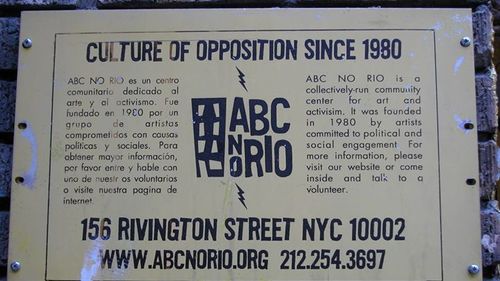 CULTURE OF OPPOSITION SINCE 1980
ABC NO RIO es un centro
comunitario dedicado al
arte y al activismo. Fue
fundado en 1980 por un
grupo de artistas
comprometidos con causas
políticas y sociales. Para
obtener mayor información,
por favor entre y hable con
uno de nuestros voluntarios
o visite nuestra pagina de
internet.
ABC
NO
RIO
ABC NO RIO is a
collectively-run community
center for art and
activism. It was founded
in 1980 by artists
committed to political and
social engagement. For
more information, please
visit our website or come
inside and talk to a
volunteer.
156 RIVINGTON STREET NYC 10002
WWW.ABCNORIO.ORG 212.254.3697